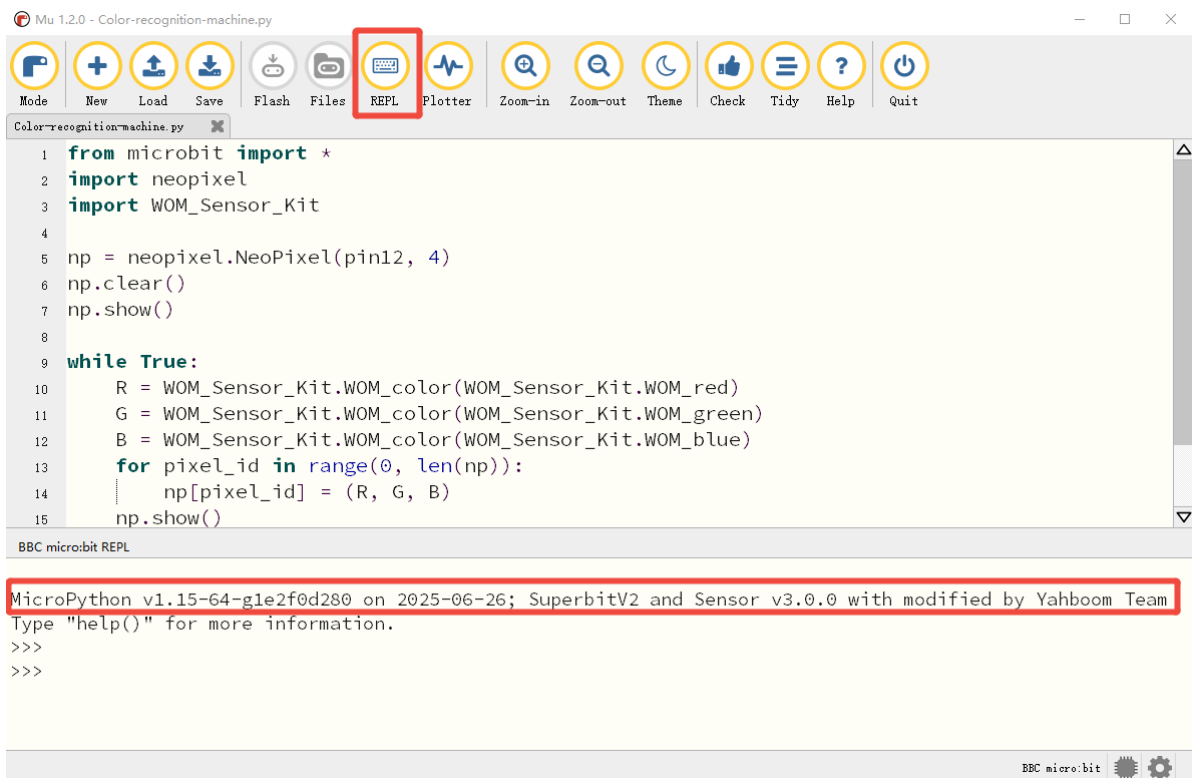 Mu 1.2.0 - Color-recognition-machine.py
Mode New Load Save Flash Files REPL Plotter Zoom-in Zoom-out Theme Check Tidy Help Quit
Color-recognition-machine.py
1 from microbit import *
2 import neopixel
3 import WOM_Sensor_Kit
4
5 np = neopixel.NeoPixel(pin12, 4)
6 np.clear()
7 np.show()
8
9 while True:
10     R = WOM_Sensor_Kit.WOM_color(WOM_Sensor_Kit.WOM_red)
11     G = WOM_Sensor_Kit.WOM_color(WOM_Sensor_Kit.WOM_green)
12     B = WOM_Sensor_Kit.WOM_color(WOM_Sensor_Kit.WOM_blue)
13     for pixel_id in range(0, len(np)):
14         np[pixel_id] = (R, G, B)
15     np.show()
BBC micro:bit REPL
MicroPython v1.15-64-g1e2f0d280 on 2025-06-26; SuperbitV2 and Sensor v3.0.0 with modified by Yahboom Team
Type "help()" for more information.
>>>
>>>
BBC micro:bit